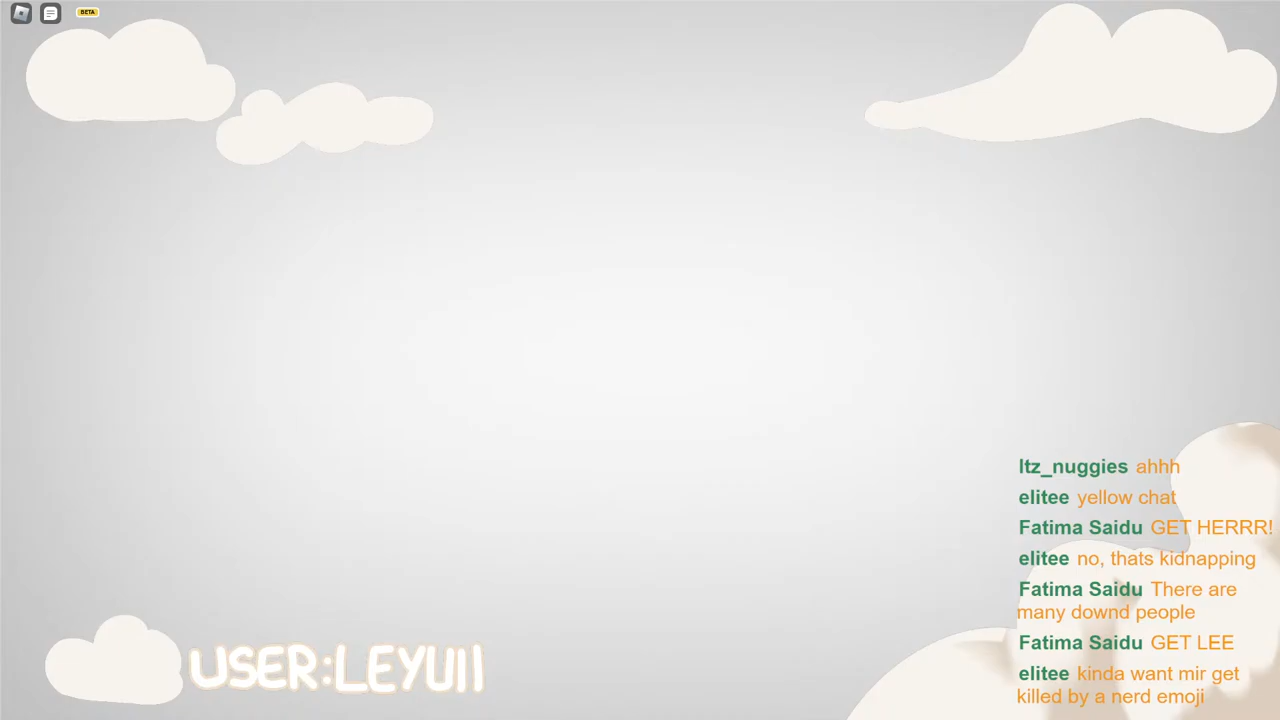 BETA
ltz_nuggies ahhh
elitee yellow chat
Fatima Saidu GET HERRR!
elitee no, thats kidnapping
Fatima Saidu There are
many downd people
Fatima Saidu GET LEE
elitee kinda want mir get
killed by a nerd emoji
USER:LEYUII